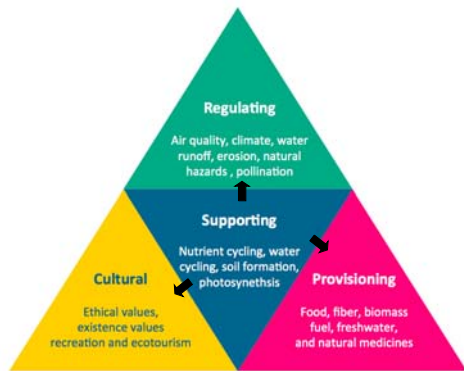 Regulating
Air quality, climate, water
runoff, erosion, natural
hazards , pollination
Supporting
Nutrient cycling, water
cycling, soil formation,
photosynethsis
Cultural
Ethical values,
existence values
recreation and ecotourism
Provisioning
Food, fiber, biomass
fuel, freshwater,
and natural medicines